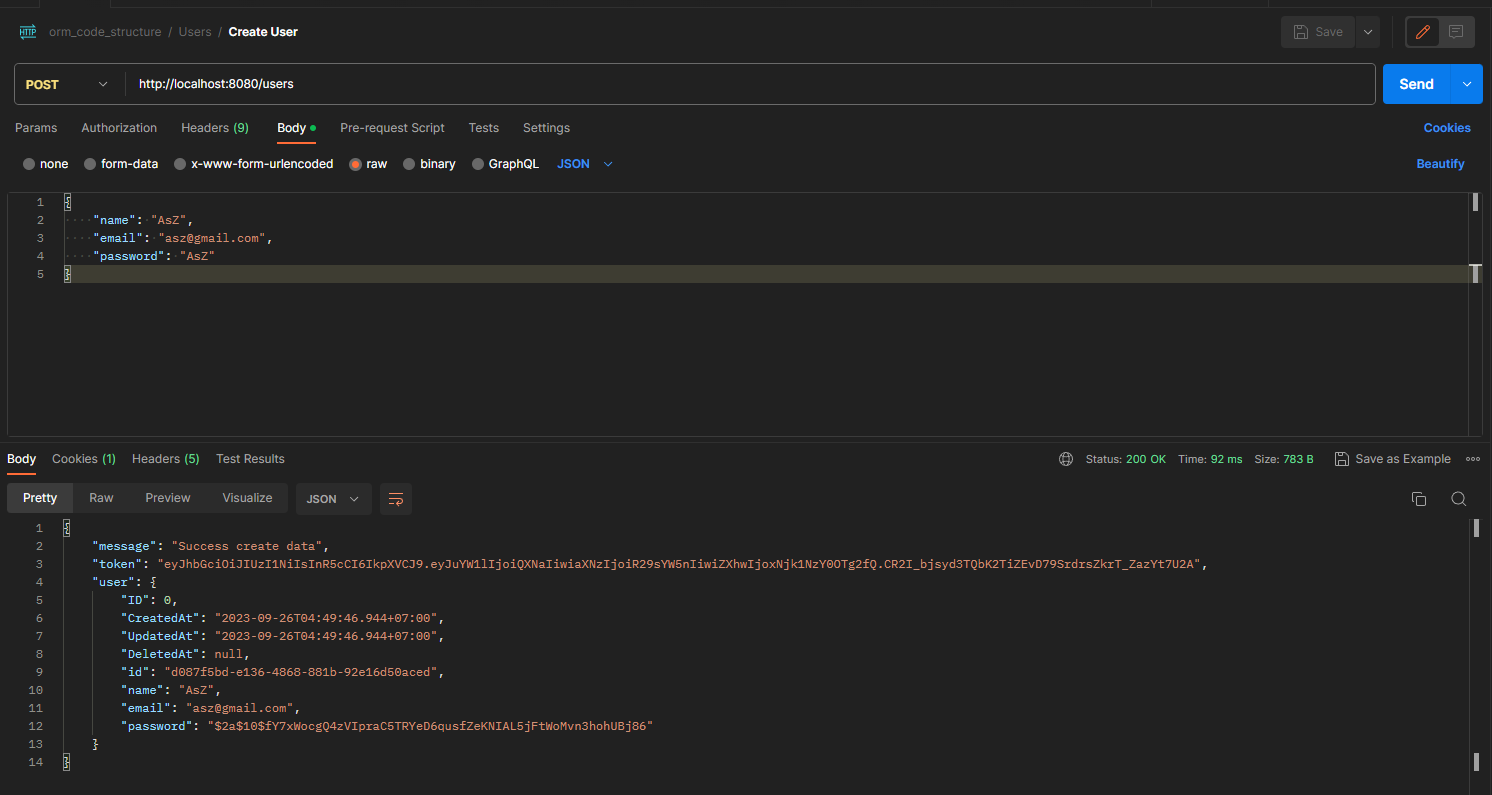 HTTP orm_code_structure / Users / Create User Save
POST http://localhost:8080/users Send
Params Authorization Headers (9) Body Pre-request Script Tests Settings Cookies
none form-data x-www-form-urlencoded raw binary GraphQL JSON Beautify
1 {
2 ····"name":·"AsZ",
3 ····"email":·"asz@gmail.com",
4 ····"password":·"AsZ"
5 }
Body Cookies (1) Headers (5) Test Results Status: 200 OK Time: 92 ms Size: 783 B Save as Example
Pretty Raw Preview Visualize JSON
1 {
2 "message": "Success create data",
3 "token": "eyJhbGciOiJIUzI1NiIsInR5cCI6IkpXVCJ9.eyJuYW1lIjoiQXNaIiwiaXNzIjoiR29sYW5nIiwiZXhwIjoxNjk1NzY0OTg2fQ.CR2I_bjsyd3TQbK2TiZEvD79SrdrsZkrT_ZazYt7U2A",
4 "user": {
5 "ID": 0,
6 "CreatedAt": "2023-09-26T04:49:46.944+07:00",
7 "UpdatedAt": "2023-09-26T04:49:46.944+07:00",
8 "DeletedAt": null,
9 "id": "d087f5bd-e136-4868-881b-92e16d50aced",
10 "name": "AsZ",
11 "email": "asz@gmail.com",
12 "password": "$2a$10$fY7xWocgQ4zVIpraC5TRYeD6qusfZeKNIAL5jFtWoMvn3hohUBj86"
13 }
14 }